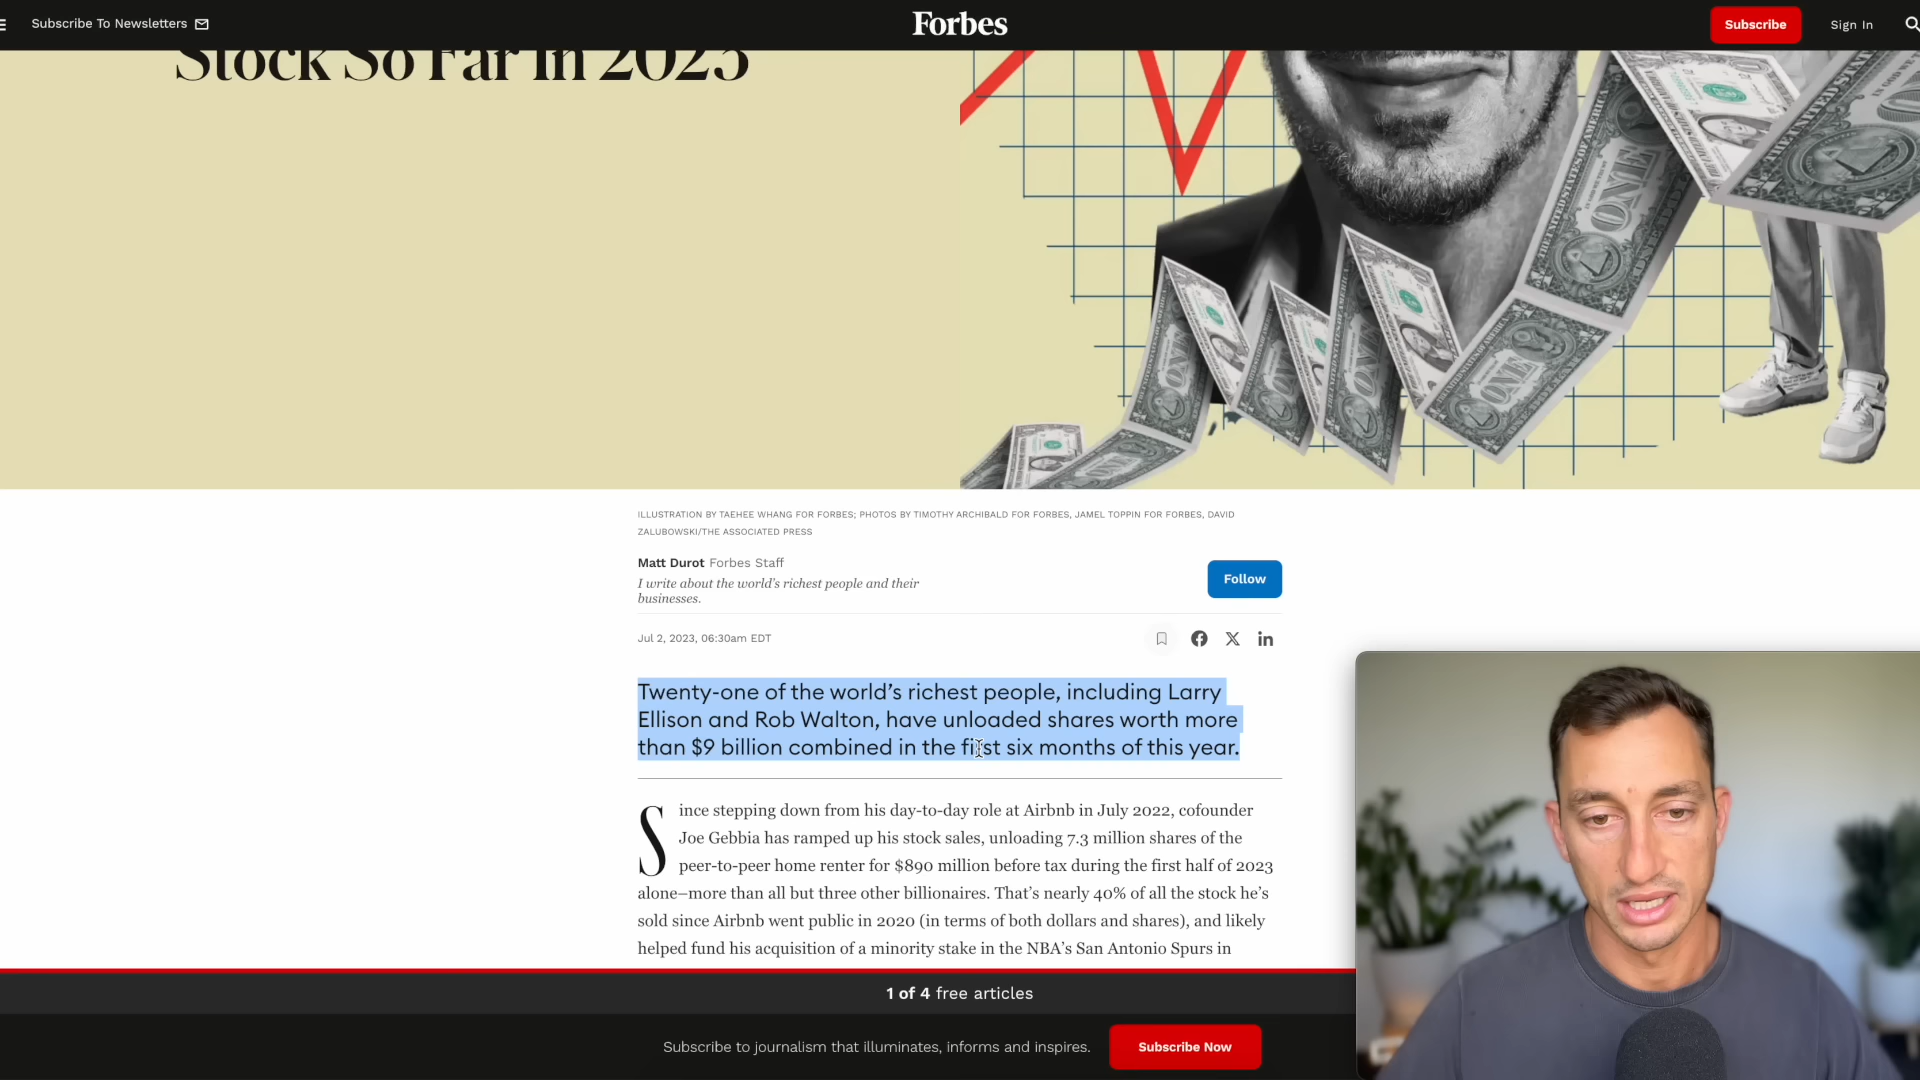 Subscribe To Newsletters
Forbes
Subscribe
Sign In
Stock So Far In 2023
ILLUSTRATION BY TAEHEE WHANG FOR FORBES; PHOTOS BY TIMOTHY ARCHIBALD FOR FORBES, JAMEL TOPPIN FOR FORBES, DAVID
ZALUBOWSKI/THE ASSOCIATED PRESS
Matt Durot Forbes Staff
I write about the world's richest people and their
businesses.
Follow
Jul 2, 2023, 06:30am EDT
Twenty-one of the world's richest people, including Larry
Ellison and Rob Walton, have unloaded shares worth more
than $9 billion combined in the first six months of this year.
Since stepping down from his day-to-day role at Airbnb in July 2022, cofounder
Joe Gebbia has ramped up his stock sales, unloading 7.3 million shares of the
peer-to-peer home renter for $890 million before tax during the first half of 2023
alone—more than all but three other billionaires. That's nearly 40% of all the stock he's
sold since Airbnb went public in 2020 (in terms of both dollars and shares), and likely
helped fund his acquisition of a minority stake in the NBA's San Antonio Spurs in
1 of 4 free articles
Subscribe to journalism that illuminates, informs and inspires.
Subscribe Now